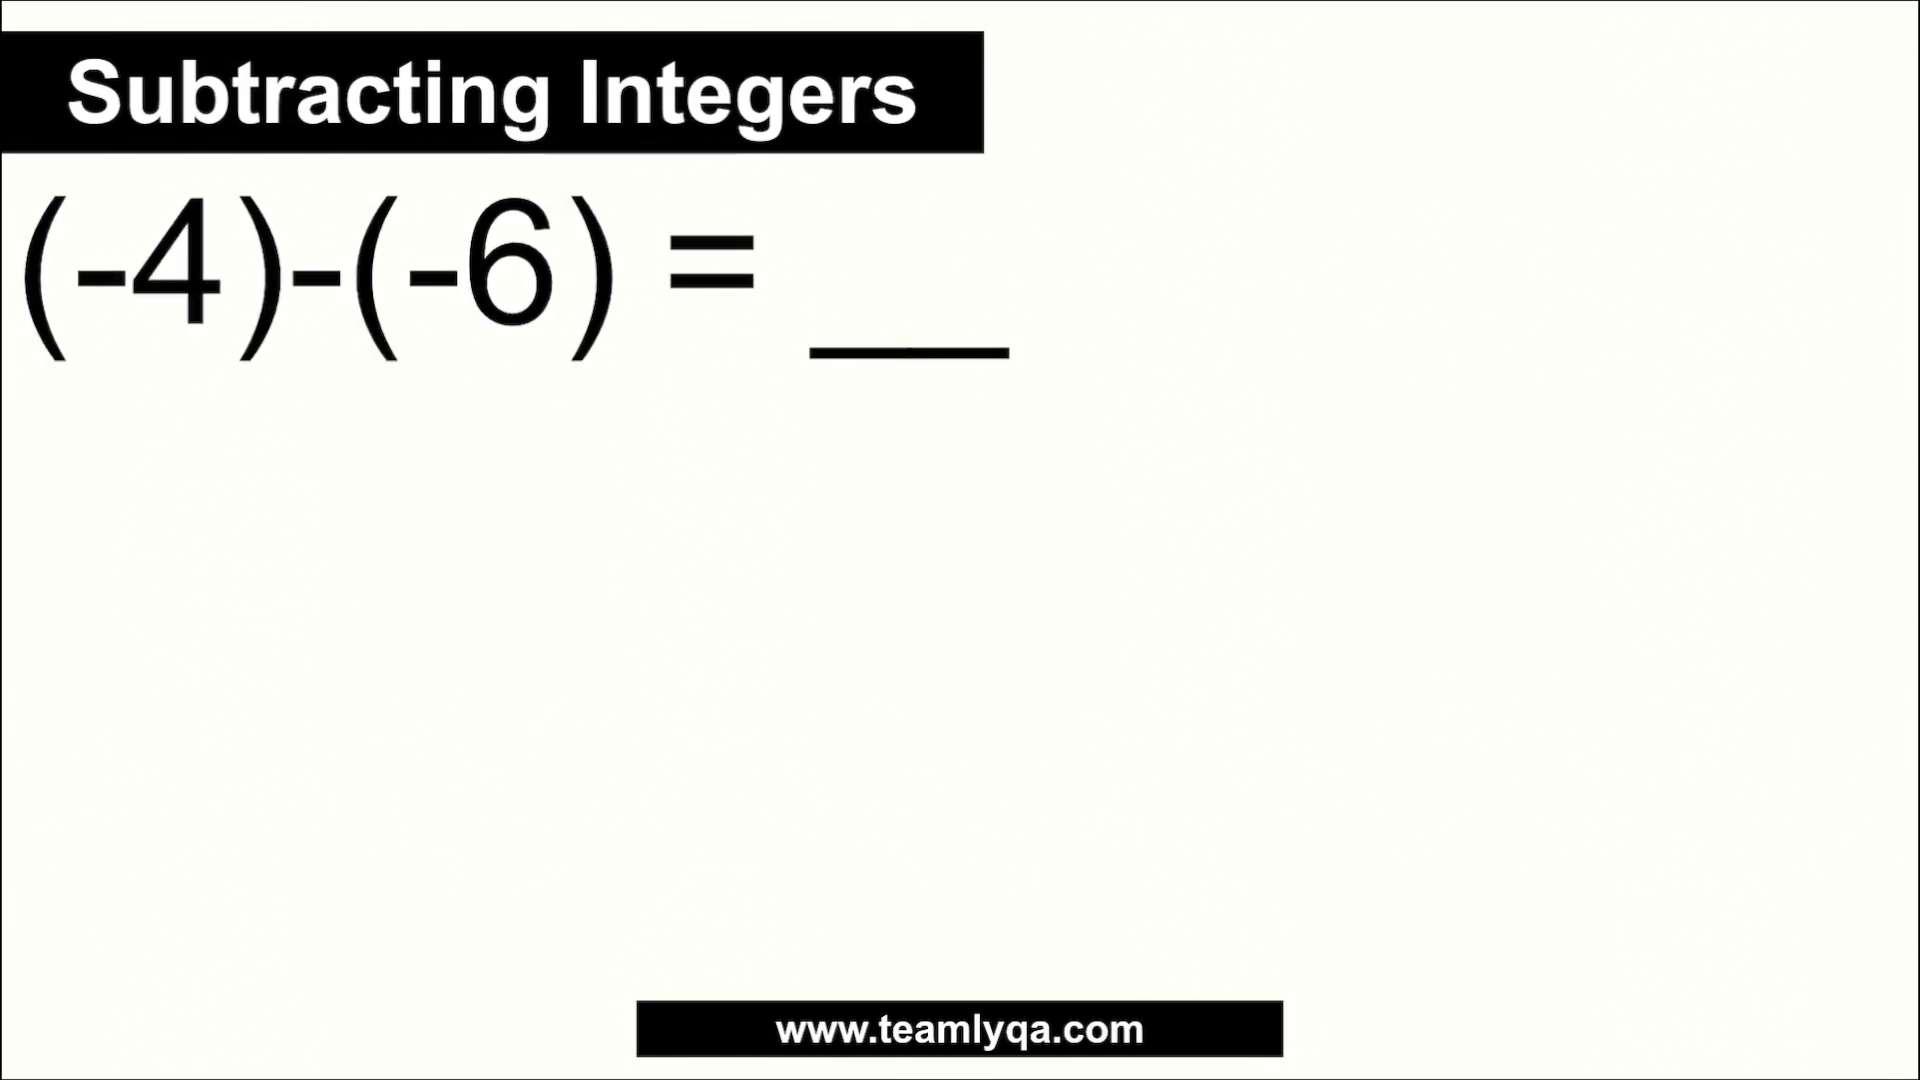 Subtracting Integers
(-4)-(-6) = __
www.teamlyqa.com